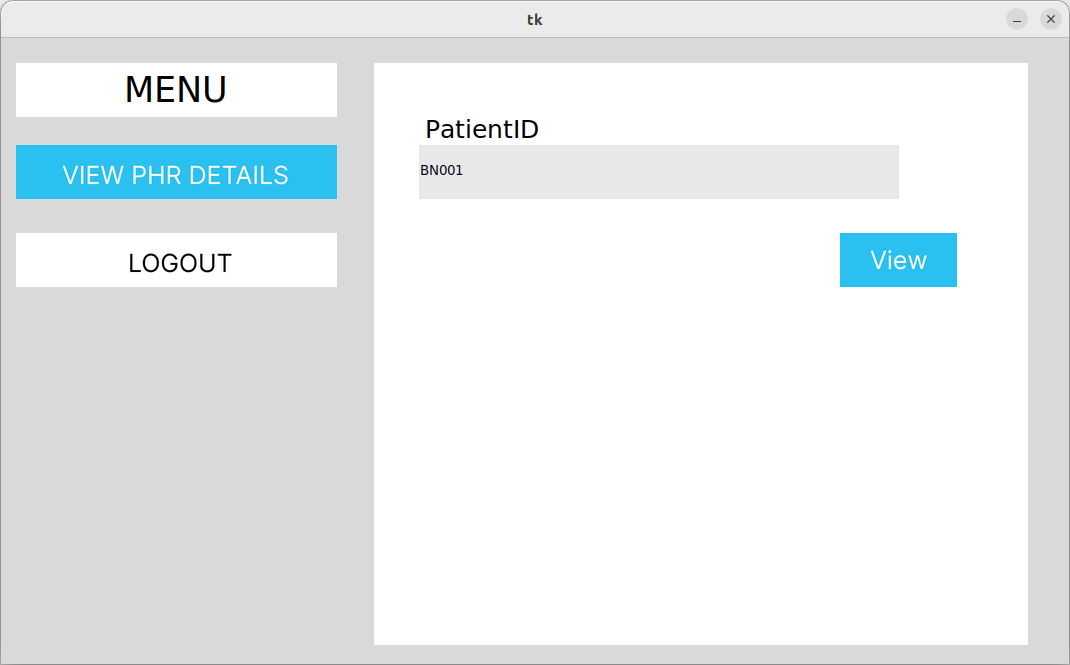 tk
MENU
VIEW PHR DETAILS
LOGOUT
PatientID
BN001
View